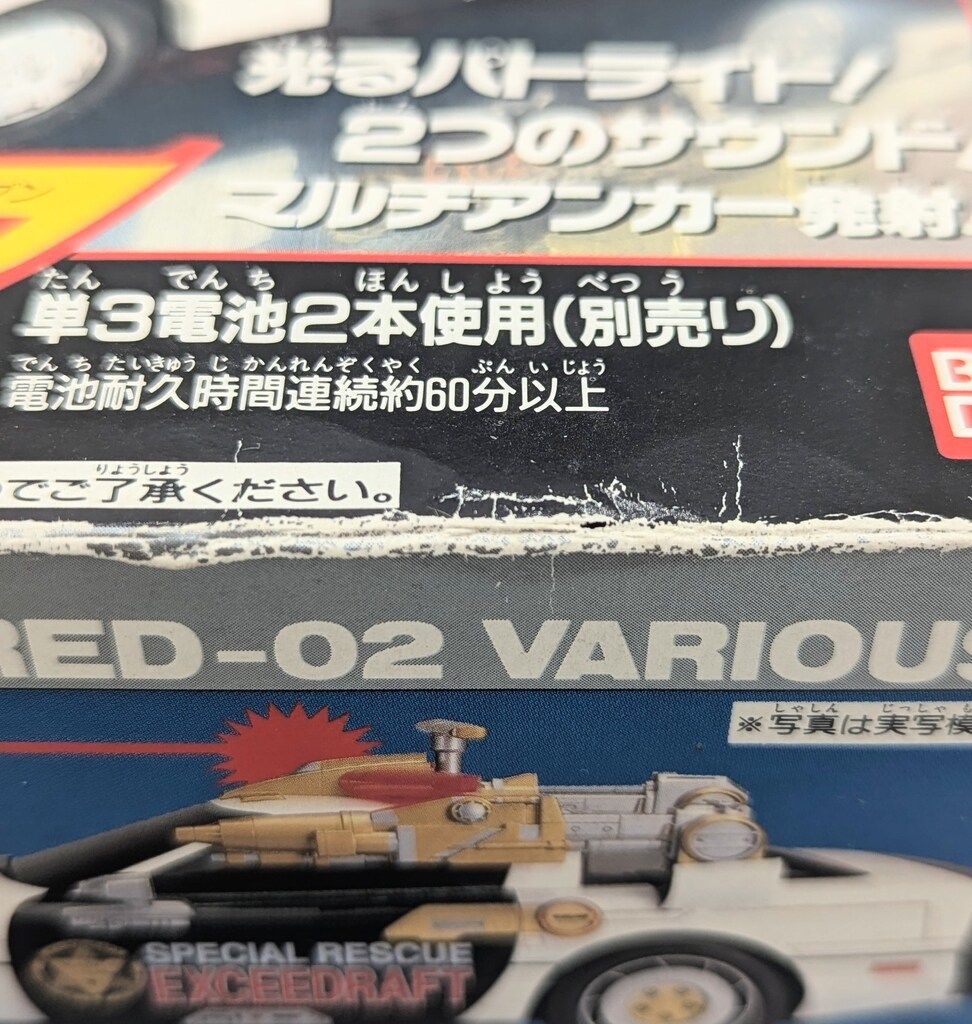 光るパトライト!
2つのサウンド
マルチアンカー発射
ブン
たん でんち ほんしよう べつう
単3電池2本使用(別売り)
でんちたいきゅうじかんれんぞくやく ぷんいじょう
電池耐久時間連続約60分以上
りょうしょう
でご了承ください。
RED-02 VARIOUS
しゃしん じっしゃも
※写真は実写模
SPECIAL RESCUE
EXCEEDRAFT